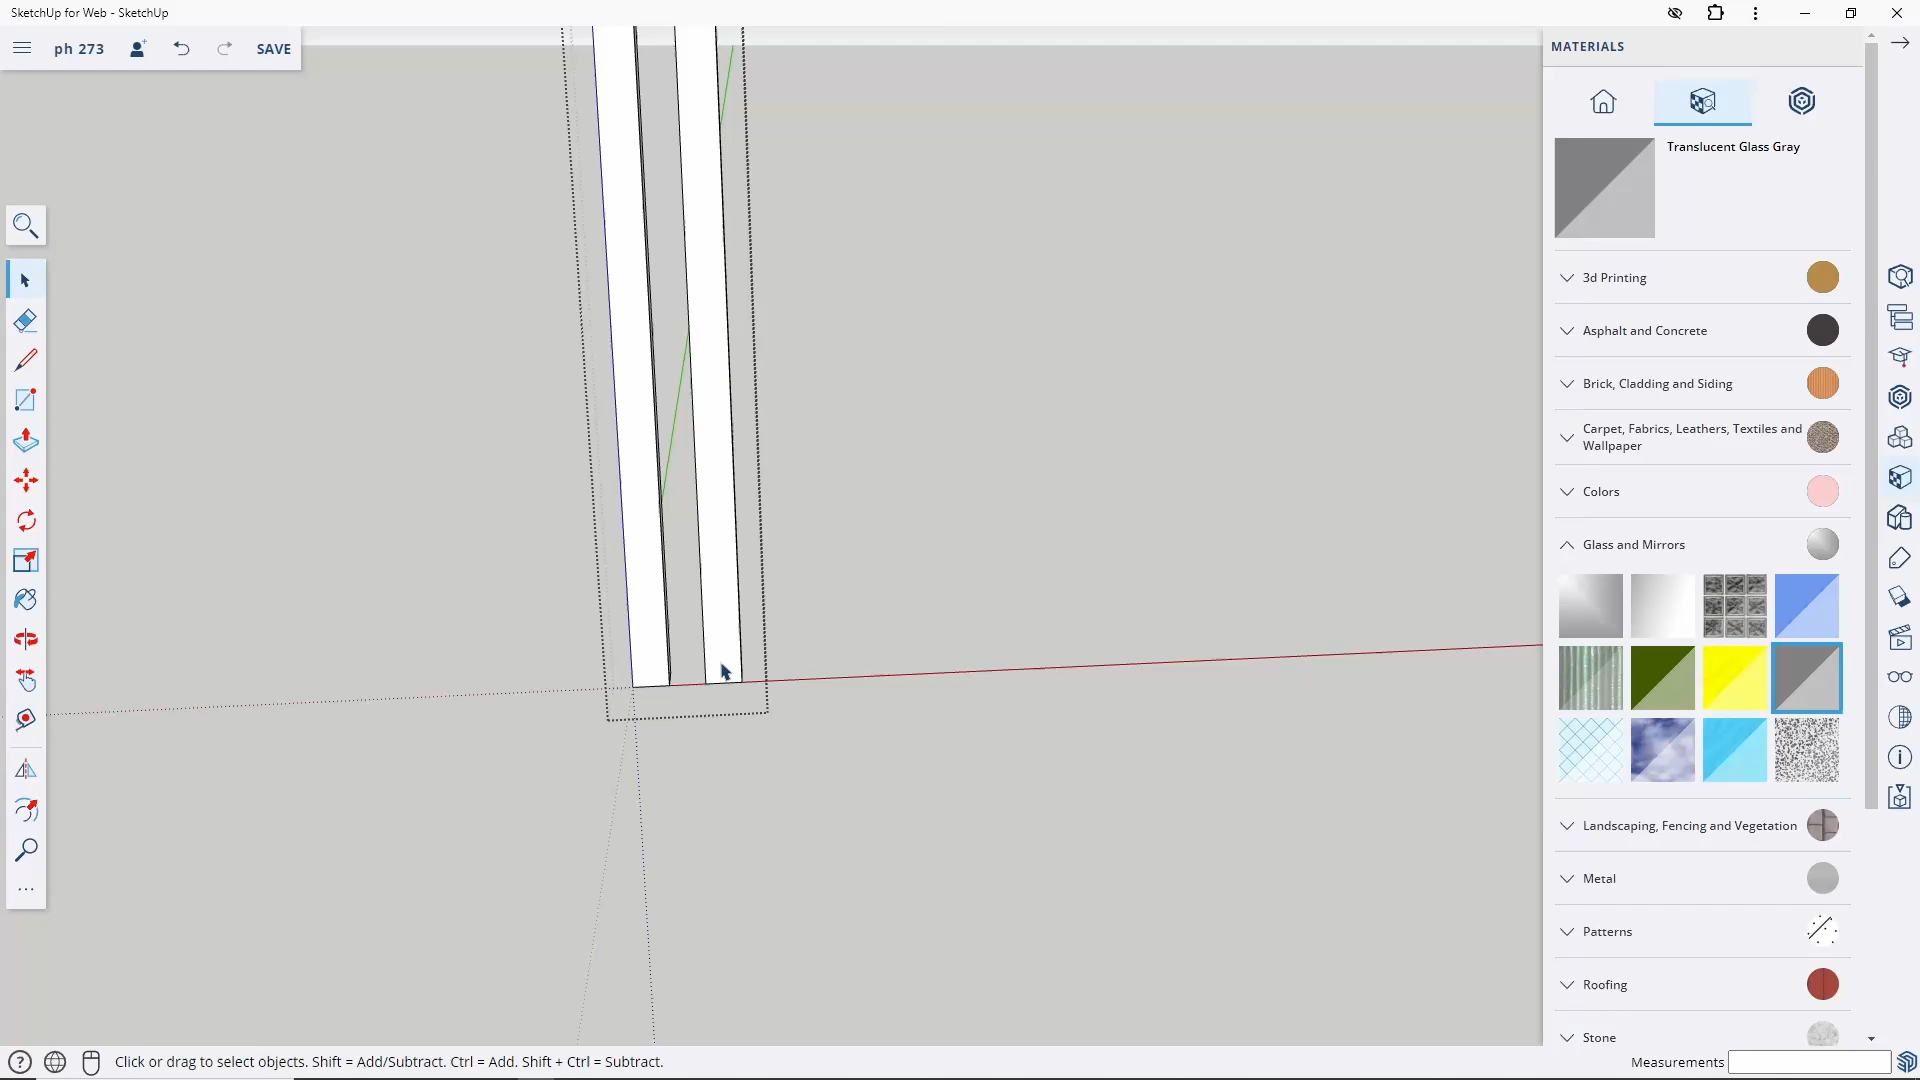 SketchUp for Web - SketchUp
ph 273
SAVE
MATERIALS
Translucent Glass Gray
3d Printing
Asphalt and Concrete
Brick, Cladding and Siding
Carpet, Fabrics, Leathers, Textiles and
Wallpaper
Colors
Glass and Mirrors
Landscaping, Fencing and Vegetation
Metal
Patterns
Roofing
Stone
Click or drag to select objects. Shift = Add/Subtract. Ctrl = Add. Shift + Ctrl = Subtract.
Measurements